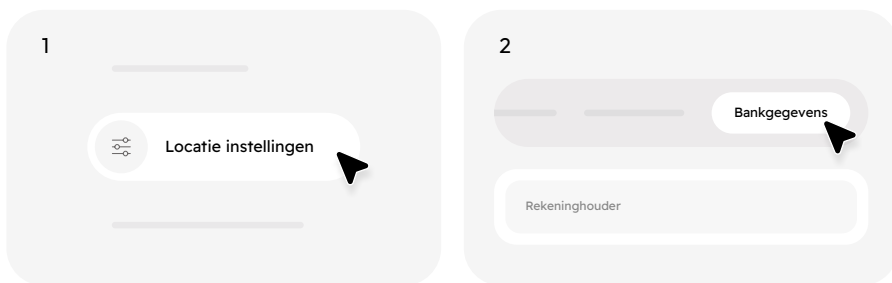 1
Locatie instellingen
2
Bankgegevens
Rekeninghouder